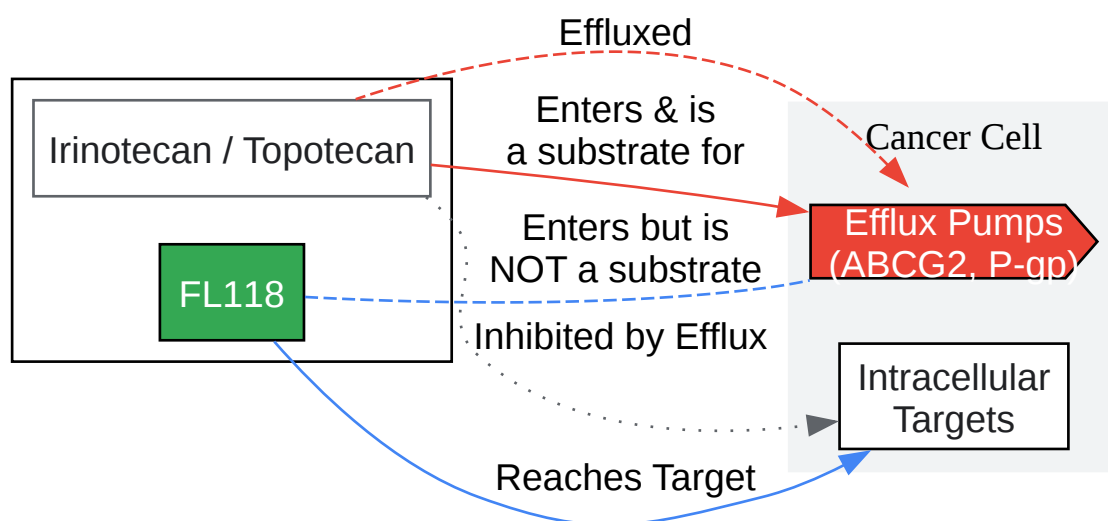 Effluxed
Enters & is
a substrate for
Cancer Cell
Irinotecan / Topotecan
Efflux Pumps
(ABCG2, P-gp)
Enters but is
NOT a substrate
FL118
Inhibited by Efflux
Intracellular
Targets
Reaches Target